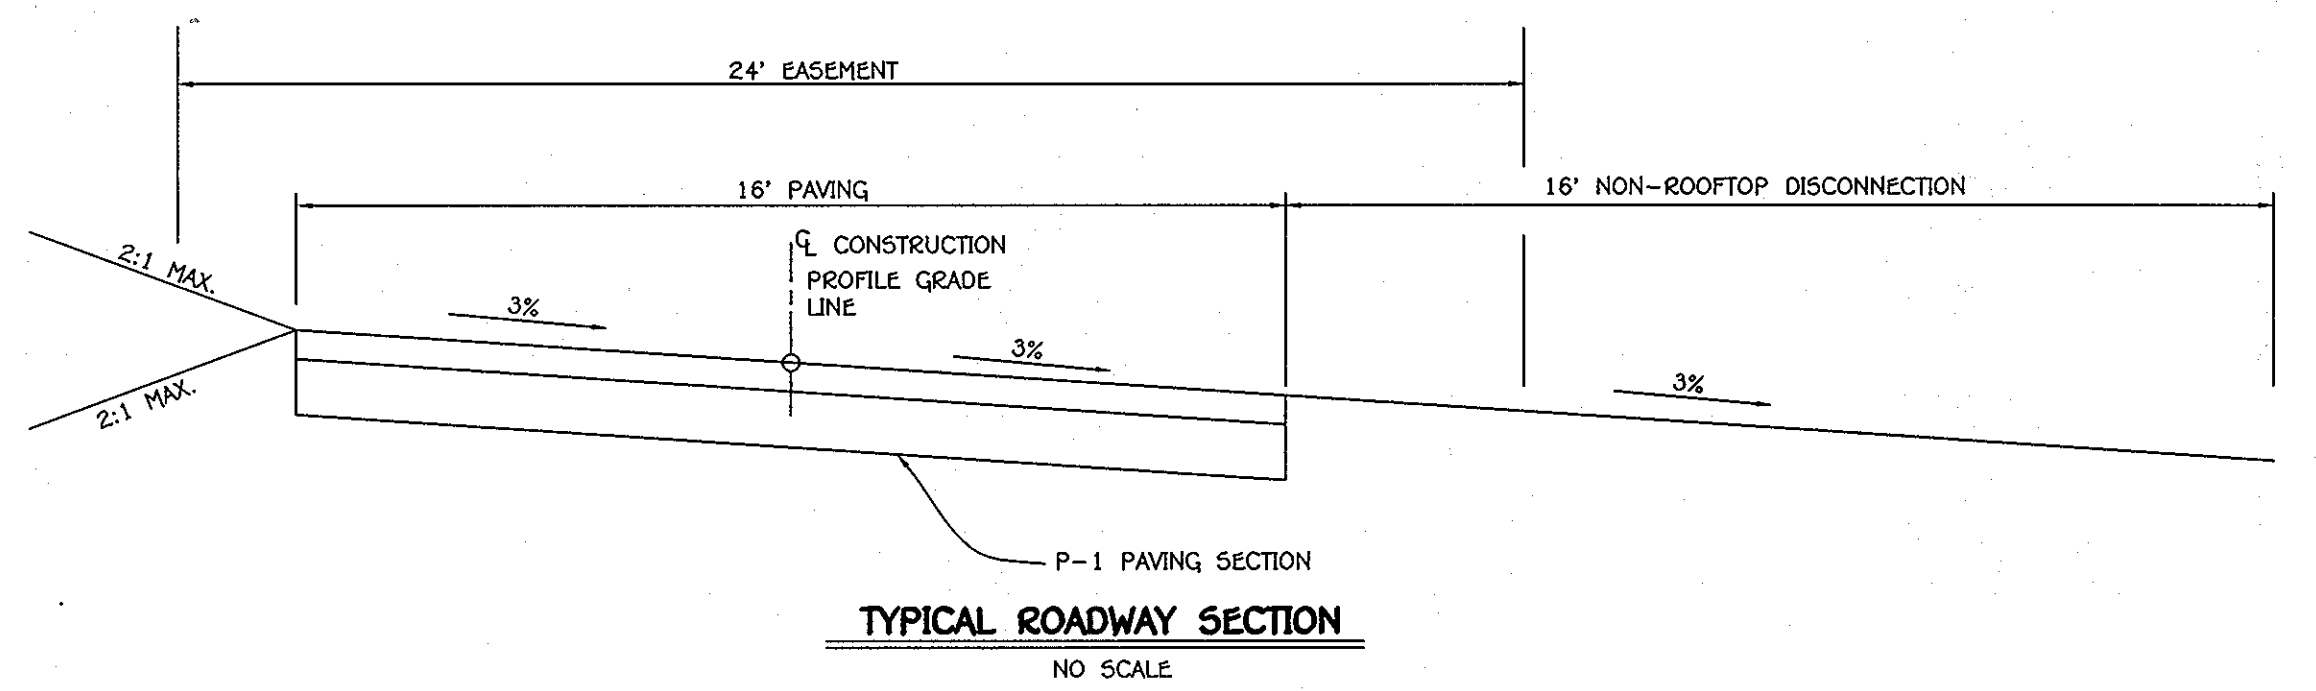 24' EASEMENT
16' PAVING
16' NON-ROOFTOP DISCONNECTION
℄ CONSTRUCTION
PROFILE GRADE
LINE
2:1 MAX.
2:1 MAX.
3%
3%
3%
P-1 PAVING SECTION
TYPICAL ROADWAY SECTION
NO SCALE